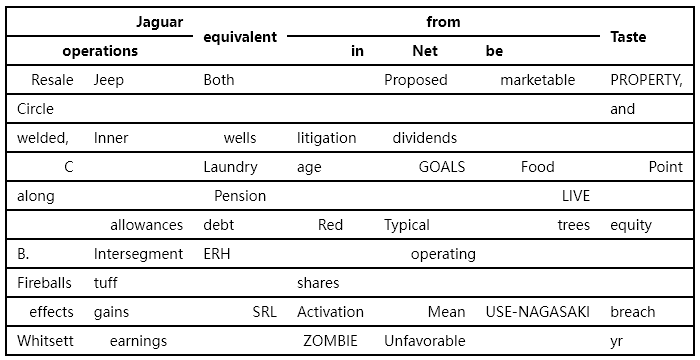 Jaguar equivalent from Taste
operations in Net be
Resale Jeep Both Proposed marketable PROPERTY,
Circle and
welded, Inner wells litigation dividends
C Laundry age GOALS Food Point
along Pension LIVE
allowances debt Red Typical trees equity
B. Intersegment ERH operating
Fireballs tuff shares
effects gains SRL Activation Mean USE-NAGASAKI breach
Whitsett earnings ZOMBIE Unfavorable yr